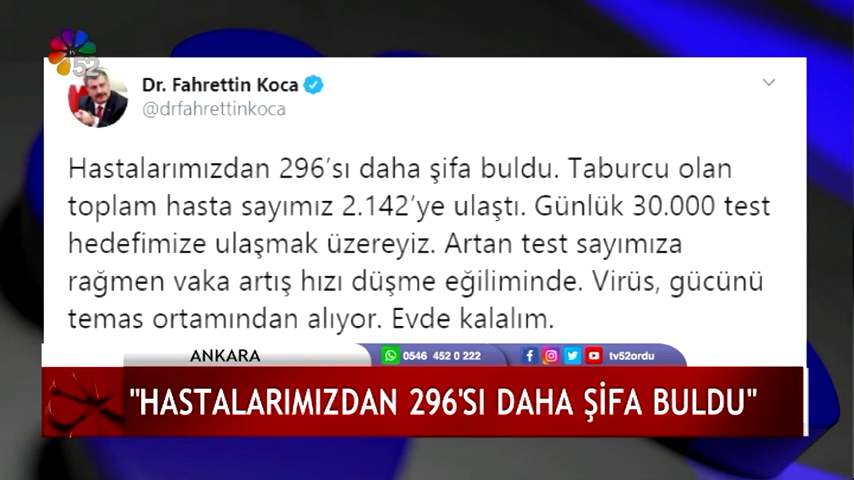 TV
52
Dr. Fahrettin Koca
@drfahrettinkoca
Hastalarımızdan 296'sı daha şifa buldu. Taburcu olan
toplam hasta sayımız 2.142'ye ulaştı. Günlük 30.000 test
hedefimize ulaşmak üzereyiz. Artan test sayımıza
rağmen vaka artış hızı düşme eğiliminde. Virüs, gücünü
temas ortamından alıyor. Evde kalalım.
ANKARA
0546 452 0 222
tv52ordu
"HASTALARIMIZDAN 296'SI DAHA ŞİFA BULDU"